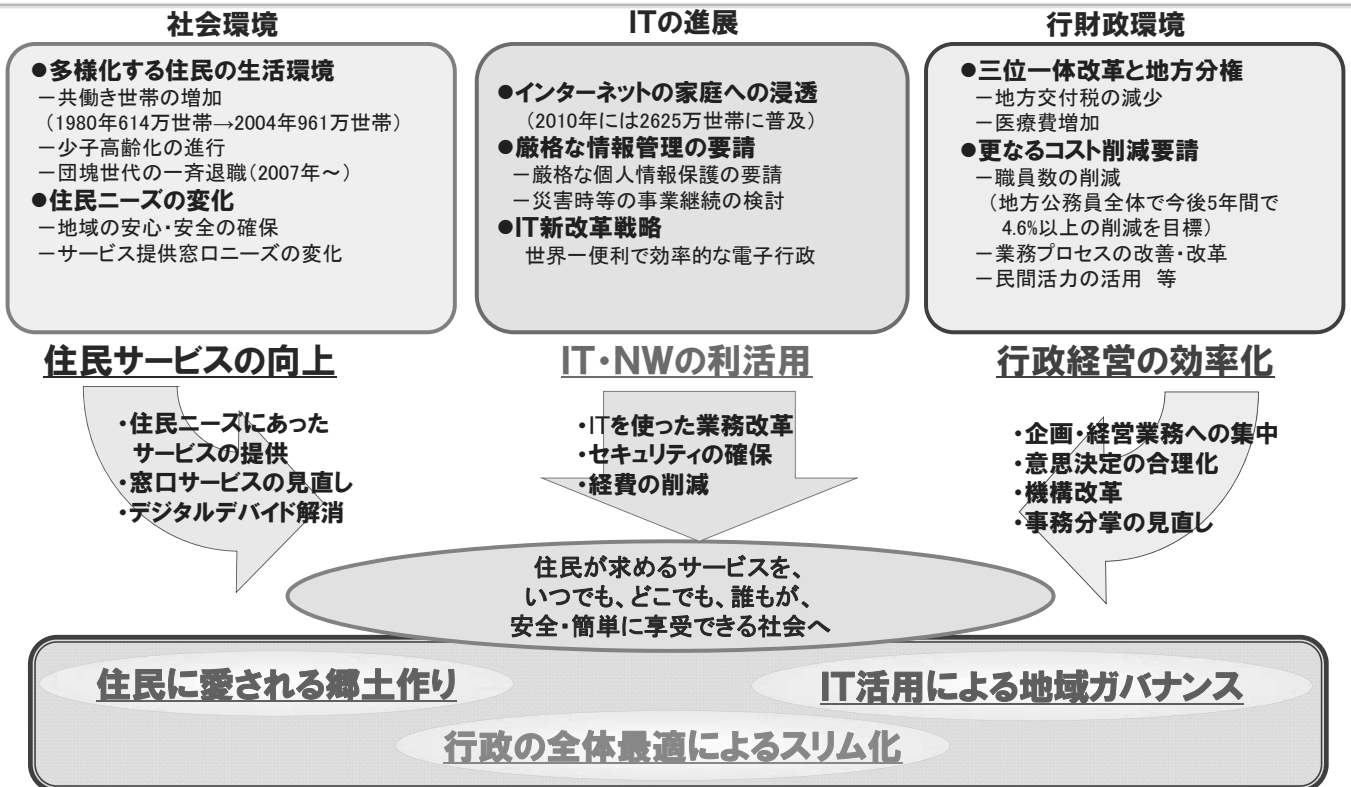 社会環境
●多様化する住民の生活環境
－共働き世帯の増加
（1980年614万世帯→2004年961万世帯）
－少子高齢化の進行
－団塊世代の一斉退職（2007年～）
●住民ニーズの変化
－地域の安心・安全の確保
－サービス提供窓口ニーズの変化
ITの進展
●インターネットの家庭への浸透
（2010年には2625万世帯に普及）
●厳格な情報管理の要請
－厳格な個人情報保護の要請
－災害時等の事業継続の検討
●IT新改革戦略
世界一便利で効率的な電子行政
行財政環境
●三位一体改革と地方分権
－地方交付税の減少
－医療費増加
●更なるコスト削減要請
－職員数の削減
（地方公務員全体で今後5年間で
4.6%以上の削減を目標）
－業務プロセスの改善・改革
－民間活力の活用　等
住民サービスの向上
・住民ニーズにあった
サービスの提供
・窓口サービスの見直し
・デジタルデバイド解消
IT・NWの利活用
・ITを使った業務改革
・セキュリティの確保
・経費の削減
行政経営の効率化
・企画・経営業務への集中
・意思決定の合理化
・機構改革
・事務分掌の見直し
住民が求めるサービスを、
いつでも、どこでも、誰もが、
安全・簡単に享受できる社会へ
住民に愛される郷土作り
IT活用による地域ガバナンス
行政の全体最適によるスリム化